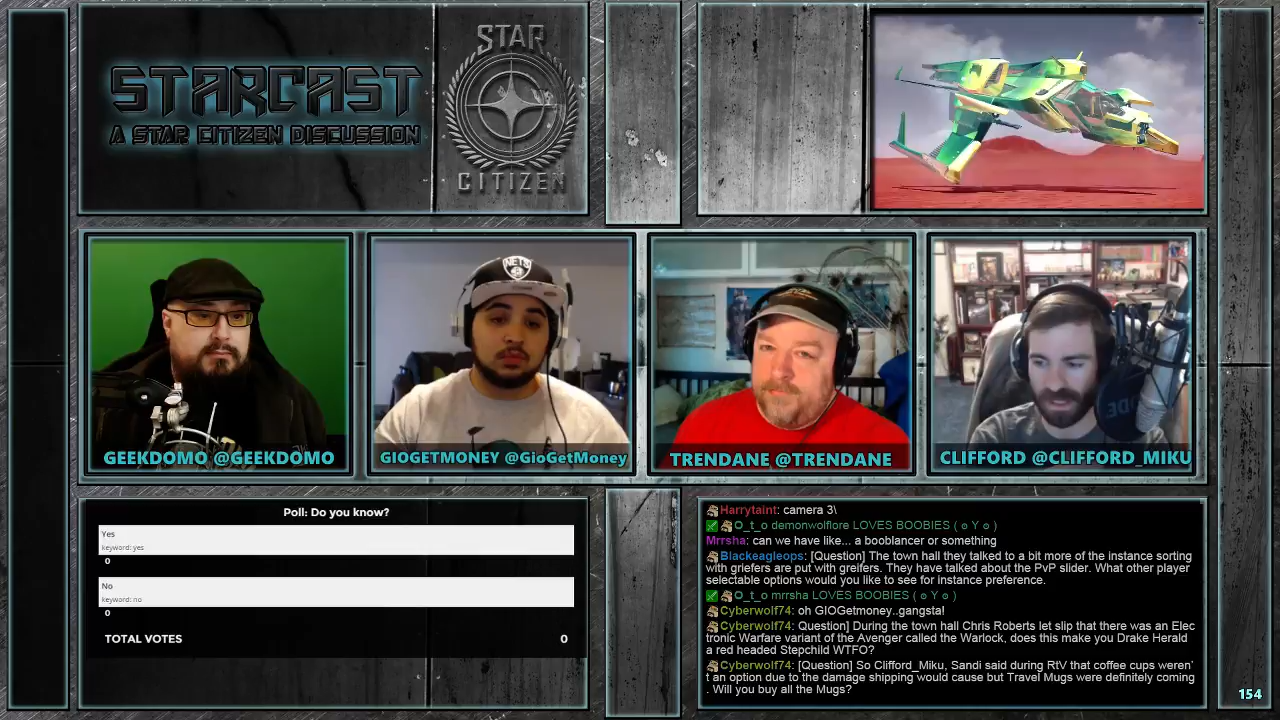 STARCAST
A STAR CITIZEN DISCUSSION
STAR
CITIZEN
NETS
GEEKDOMO @GEEKDOMO
GIOGETMONEY @GioGetMoney
TRENDANE @TRENDANE
CLIFFORD @CLIFFORD_MIKU
Poll: Do you know?
Yes
keyword: yes
0
No
keyword: no
0
TOTAL VOTES 0
Harrytaint: camera 3\
O_t_o demonwolflore LOVES BOOBIES ( o Y o )
Mrrsha: can we have like... a booblancer or something
Blackeagleops: [Question] The town hall they talked to a bit more of the instance sorting
with griefers are put with greifers. They have talked about the PvP slider. What other player
selectable options would you like to see for instance preference.
O_t_o mrrsha LOVES BOOBIES ( o Y o )
Cyberwolf74: oh GIOGetmoney..gangsta!
Cyberwolf74: Question] During the town hall Chris Roberts let slip that there was an Elec
tronic Warfare variant of the Avenger called the Warlock, does this make you Drake Herald
a red headed Stepchild WTFO?
Cyberwolf74: [Question] So Clifford_Miku, Sandi said during RtV that coffee cups weren'
t an option due to the damage shipping would cause but Travel Mugs were definitely coming
. Will you buy all the Mugs?
154